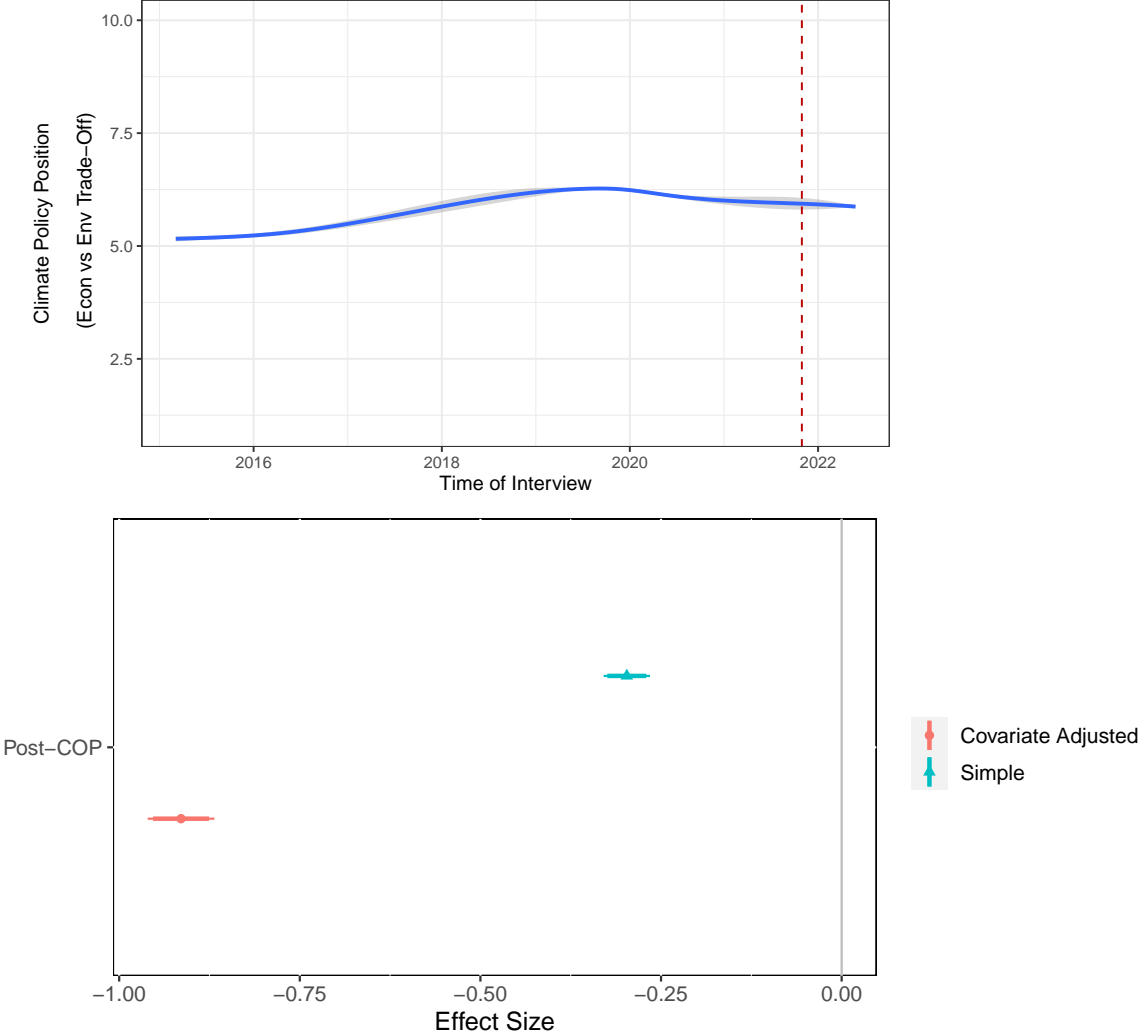 10.0
7.5
5.0
2.5
Climate Policy Position
(Econ vs Env Trade−Off)
2016 2018 2020 2022
Time of Interview
Post−COP
Covariate Adjusted
Simple
−1.00 −0.75 −0.50 −0.25 0.00
Effect Size